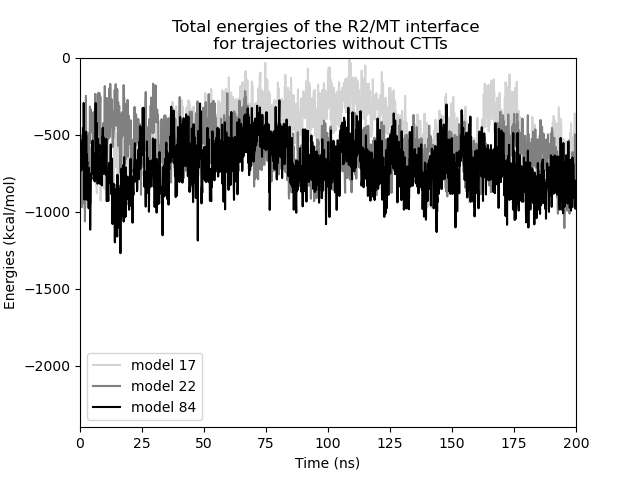 Total energies of the R2/MT interface
for trajectories without CTTs
Energies (kcal/mol)
0
−500
−1000
−1500
−2000
model 17
model 22
model 84
0 25 50 75 100 125 150 175 200
Time (ns)